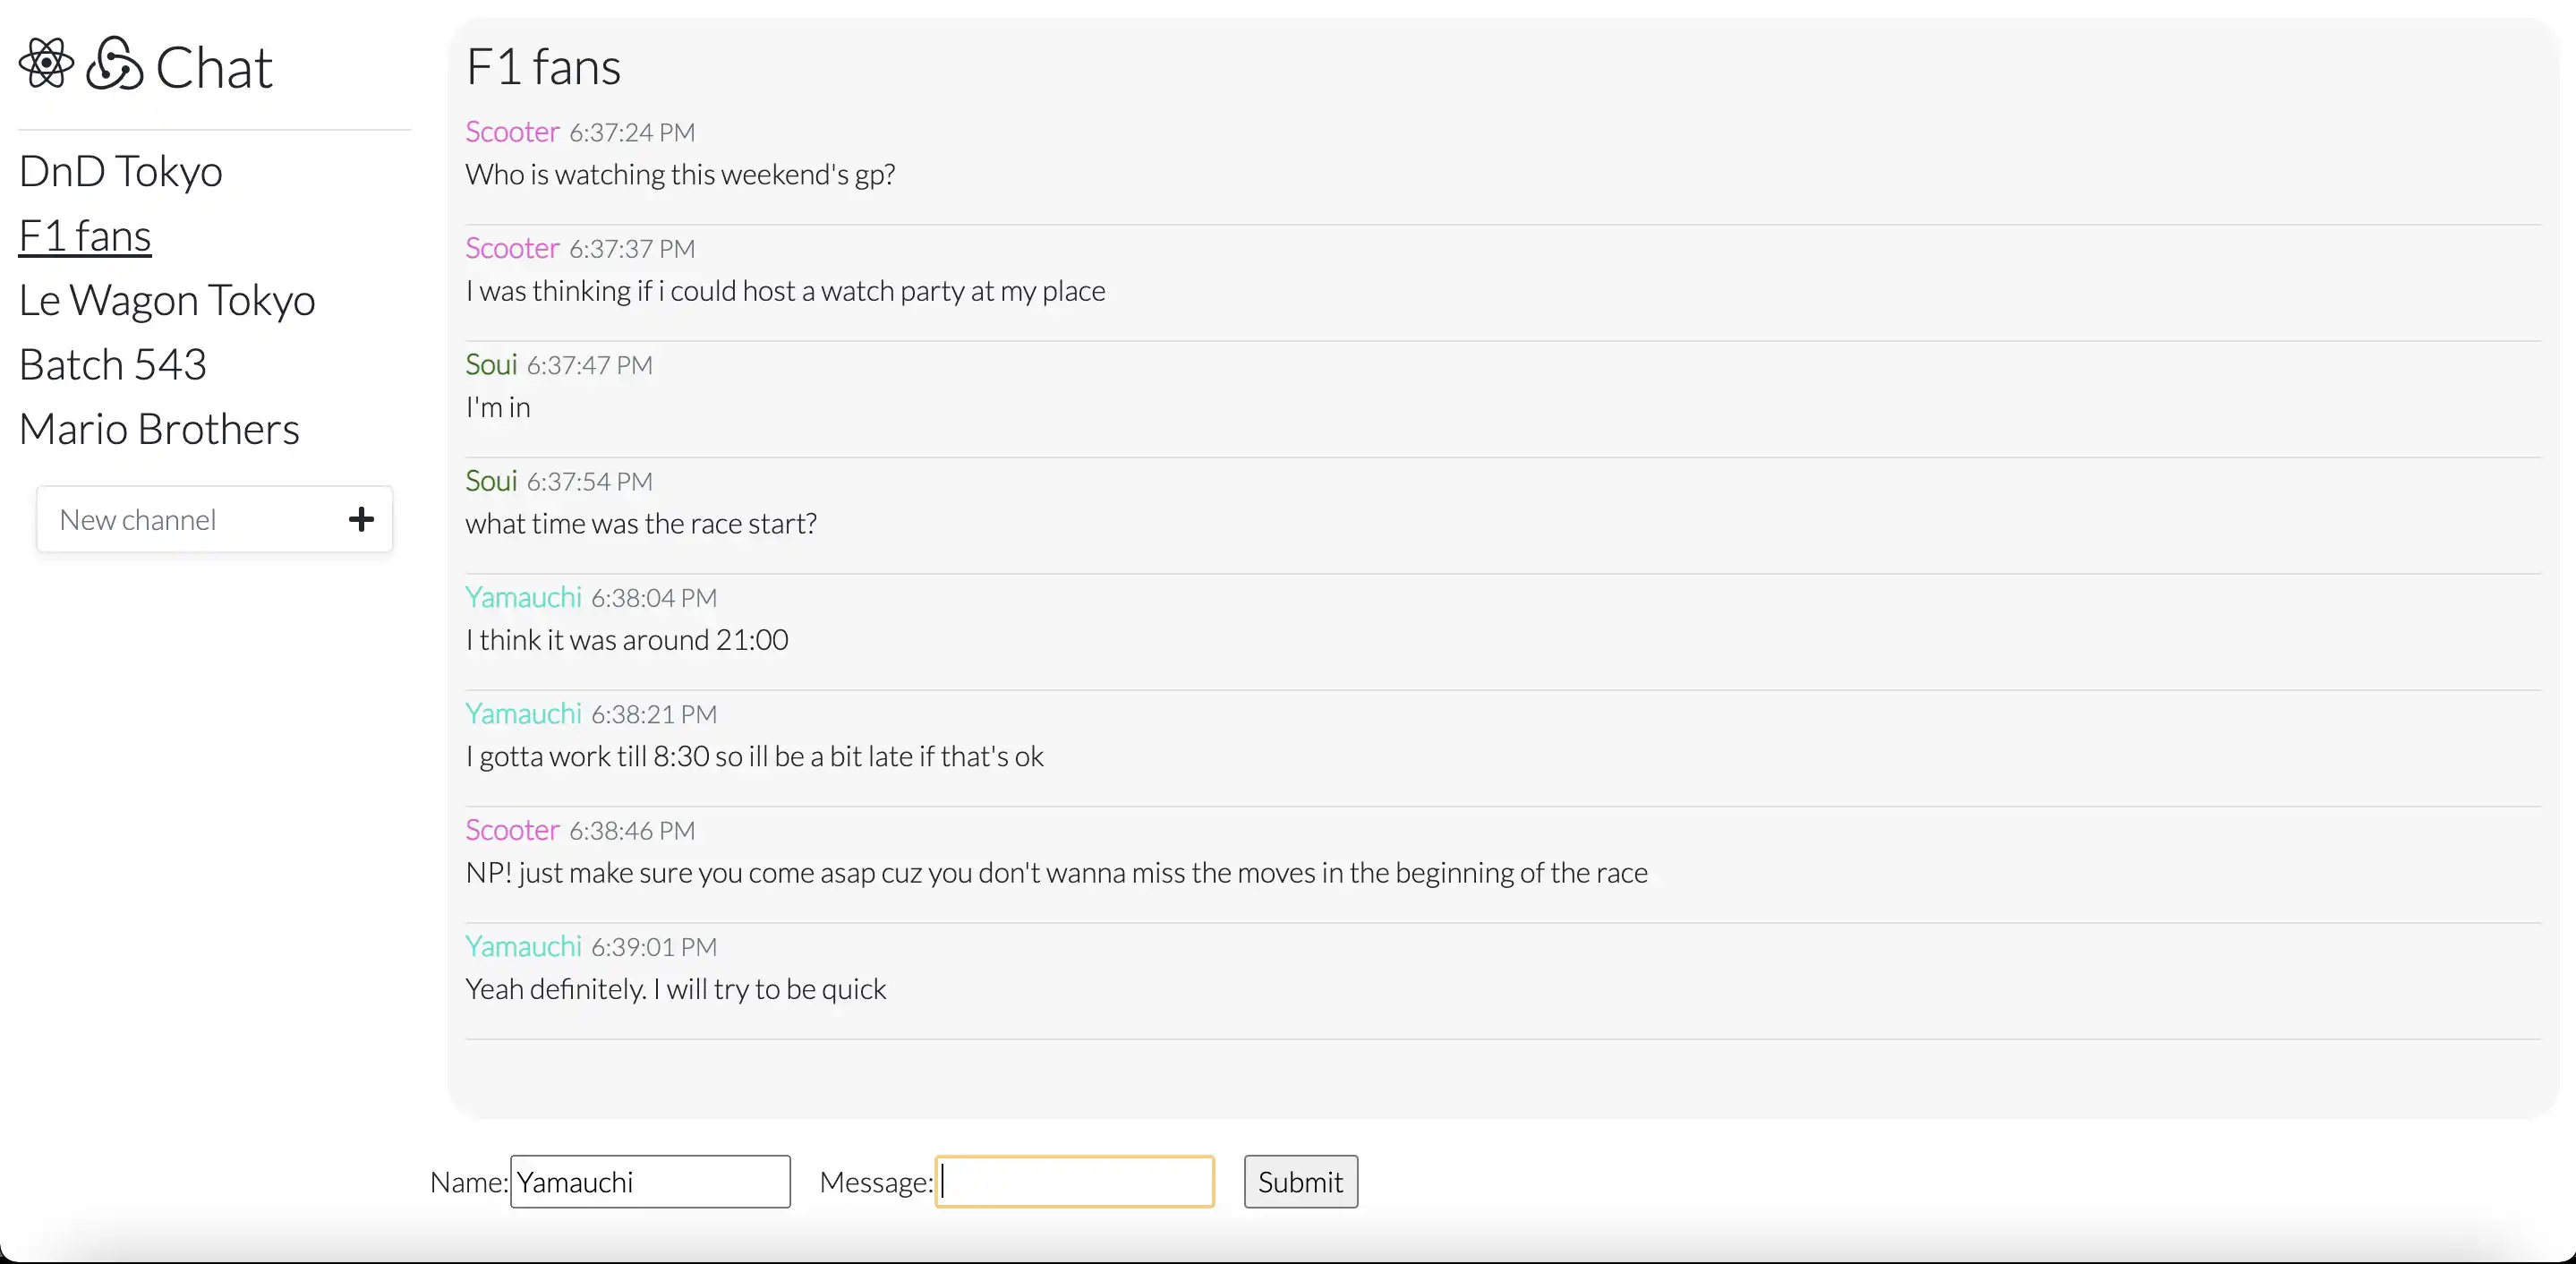 Chat
DnD Tokyo
F1 fans
Le Wagon Tokyo
Batch 543
Mario Brothers
New channel
F1 fans
Scooter 6:37:24 PM
Who is watching this weekend's gp?
Scooter 6:37:37 PM
I was thinking if i could host a watch party at my place
Soui 6:37:47 PM
I'm in
Soui 6:37:54 PM
what time was the race start?
Yamauchi 6:38:04 PM
I think it was around 21:00
Yamauchi 6:38:21 PM
I gotta work till 8:30 so ill be a bit late if that's ok
Scooter 6:38:46 PM
NP! just make sure you come asap cuz you don't wanna miss the moves in the beginning of the race
Yamauchi 6:39:01 PM
Yeah definitely. I will try to be quick
Name: Yamauchi Message: Submit